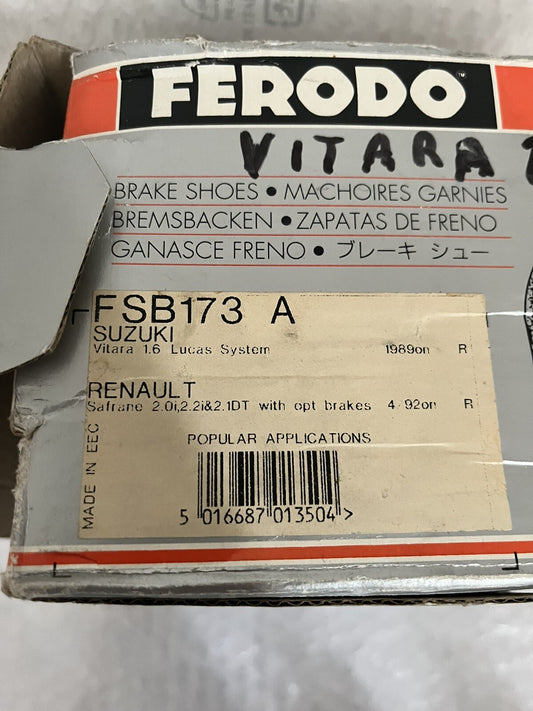 FERODO
VITARA
BRAKE SHOES • MACHOIRES GARNIES
BREMSBACKEN • ZAPATAS DE FRENO
GANASCE FRENO • ブレーキ シュー
FSB173 A
SUZUKI
Vitara 1.6 Lucas System 1989on R
RENAULT
Safrane 2.0i,2.2i&2.1DT with opt brakes 4-92on R
POPULAR APPLICATIONS
MADE IN EEC
5 016687 013504 >